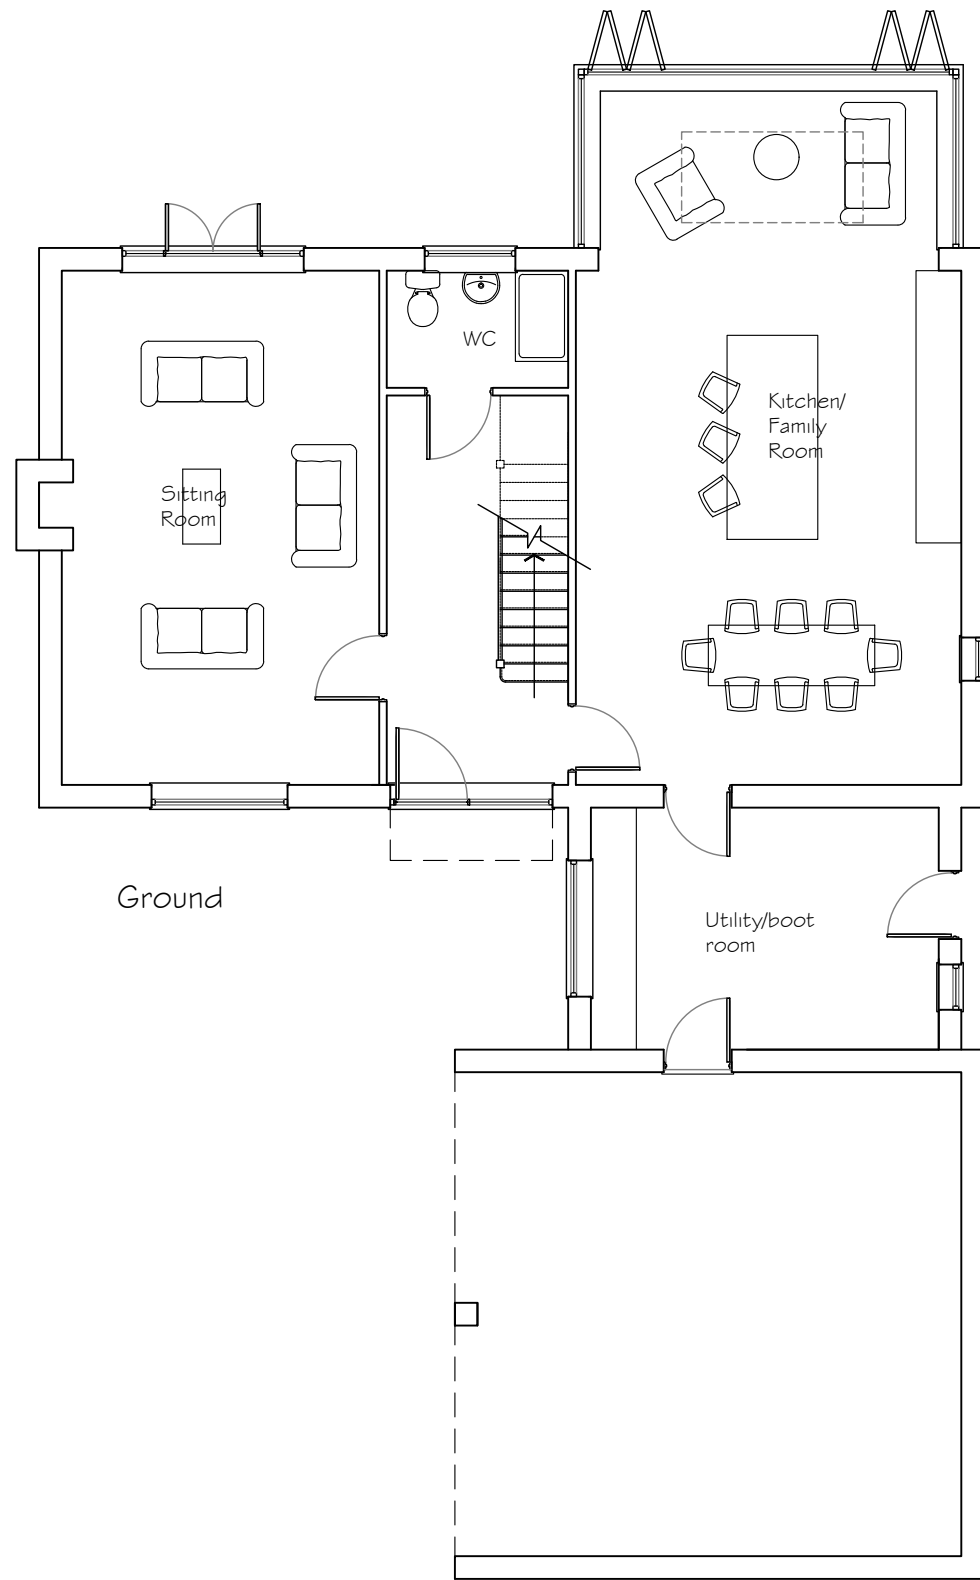 WC
Kitchen/
Family
Room
Sitting
Room
Ground
Utility/boot
room